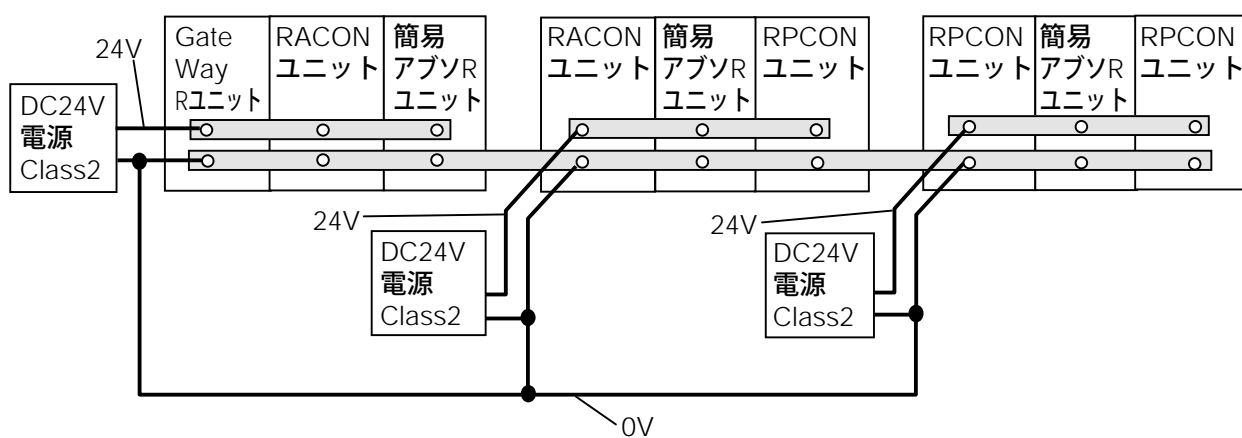 24V
DC24V
電源
Class2
Gate
Way
Rユニット
RACON
ユニット
簡易
アブソR
ユニット
RACON
ユニット
簡易
アブソR
ユニット
RPCON
ユニット
RPCON
ユニット
簡易
アブソR
ユニット
RPCON
ユニット
24V
DC24V
電源
Class2
24V
DC24V
電源
Class2
0V